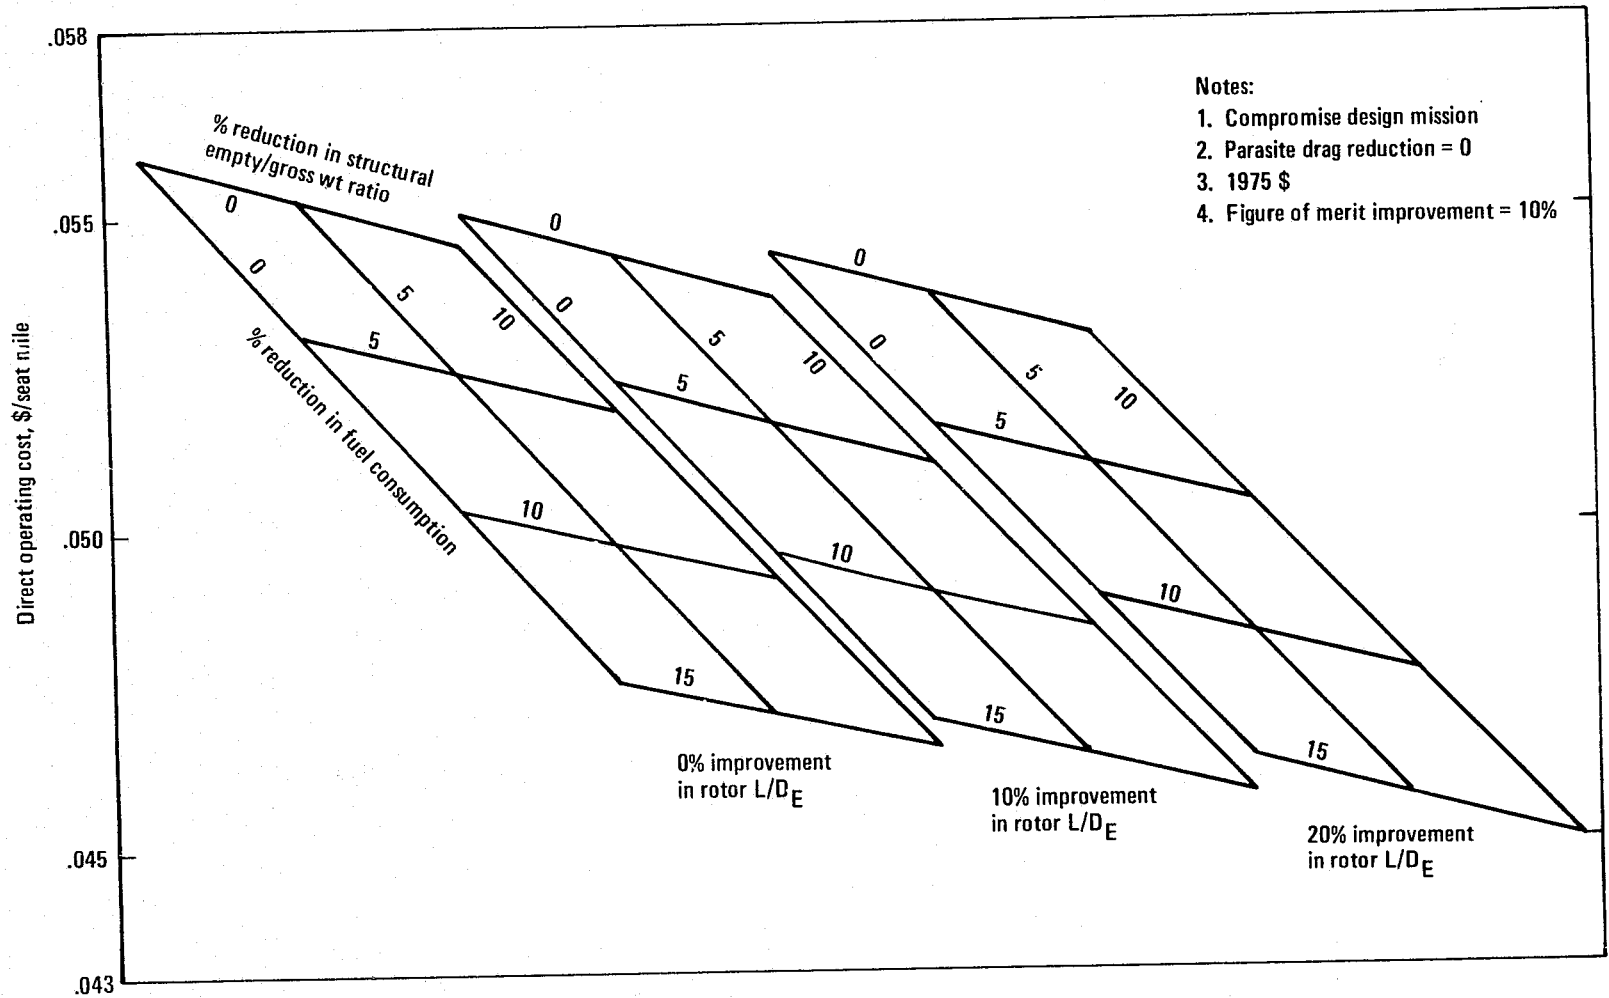 .058
.055
.050
.045
.043
Direct operating cost, $/seat mile
% reduction in structural
empty/gross wt ratio
% reduction in fuel consumption
0
0
5
10
5
10
15
0% improvement
in rotor L/DE
0
0
5
10
5
10
15
10% improvement
in rotor L/DE
0
0
5
10
5
10
15
20% improvement
in rotor L/DE
Notes:
1. Compromise design mission
2. Parasite drag reduction = 0
3. 1975 $
4. Figure of merit improvement = 10%